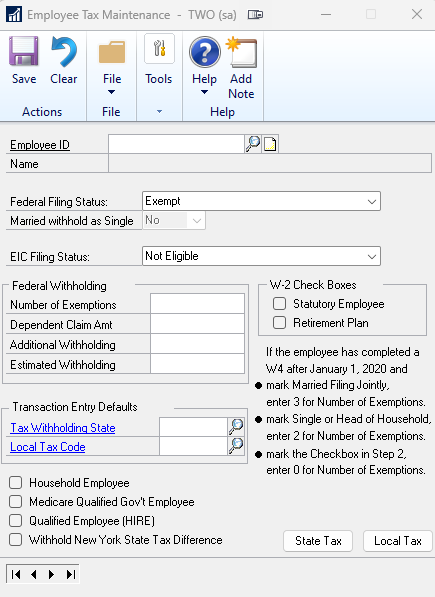 Employee Tax Maintenance  -  TWO (sa)
Save
Clear
File
Tools
Help
Add Note
Actions
File
Help
Employee ID
Name
Federal Filing Status:
Exempt
Married withhold as Single
No
EIC Filing Status:
Not Eligible
Federal Withholding
Number of Exemptions
Dependent Claim Amt
Additional Withholding
Estimated Withholding
W-2 Check Boxes
Statutory Employee
Retirement Plan
If the employee has completed a
W4 after January 1, 2020 and
● mark Married Filing Jointly,
enter 3 for Number of Exemptions.
● mark Single or Head of Household,
enter 2 for Number of Exemptions.
● mark the Checkbox in Step 2,
enter 0 for Number of Exemptions.
Transaction Entry Defaults
Tax Withholding State
Local Tax Code
Household Employee
Medicare Qualified Gov't Employee
Qualified Employee (HIRE)
Withhold New York State Tax Difference
State Tax
Local Tax